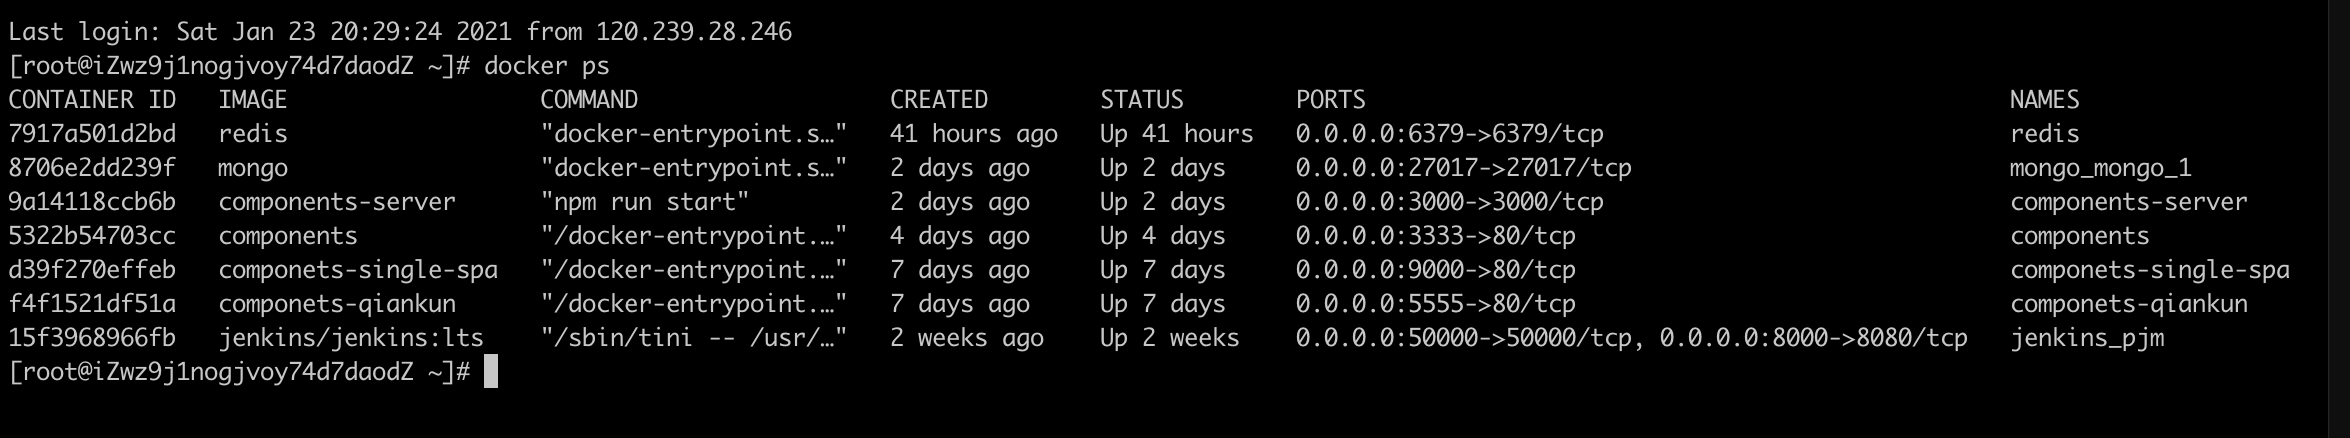 Last login: Sat Jan 23 20:29:24 2021 from 120.239.28.246
[root@iZwz9j1nogjvoy74d7daodZ ~]# docker ps
CONTAINER ID   IMAGE                  COMMAND                  CREATED        STATUS        PORTS                                              NAMES
7917a501d2bd   redis                  "docker-entrypoint.s…"   41 hours ago   Up 41 hours   0.0.0.0:6379->6379/tcp                             redis
8706e2dd239f   mongo                  "docker-entrypoint.s…"   2 days ago     Up 2 days     0.0.0.0:27017->27017/tcp                           mongo_mongo_1
9a14118ccb6b   components-server      "npm run start"          2 days ago     Up 2 days     0.0.0.0:3000->3000/tcp                             components-server
5322b54703cc   components             "/docker-entrypoint.…"   4 days ago     Up 4 days     0.0.0.0:3333->80/tcp                               components
d39f270effeb   componets-single-spa   "/docker-entrypoint.…"   7 days ago     Up 7 days     0.0.0.0:9000->80/tcp                               componets-single-spa
f4f1521df51a   componets-qiankun      "/docker-entrypoint.…"   7 days ago     Up 7 days     0.0.0.0:5555->80/tcp                               componets-qiankun
15f3968966fb   jenkins/jenkins:lts    "/sbin/tini -- /usr/…"   2 weeks ago    Up 2 weeks    0.0.0.0:50000->50000/tcp, 0.0.0.0:8000->8080/tcp   jenkins_pjm
[root@iZwz9j1nogjvoy74d7daodZ ~]#